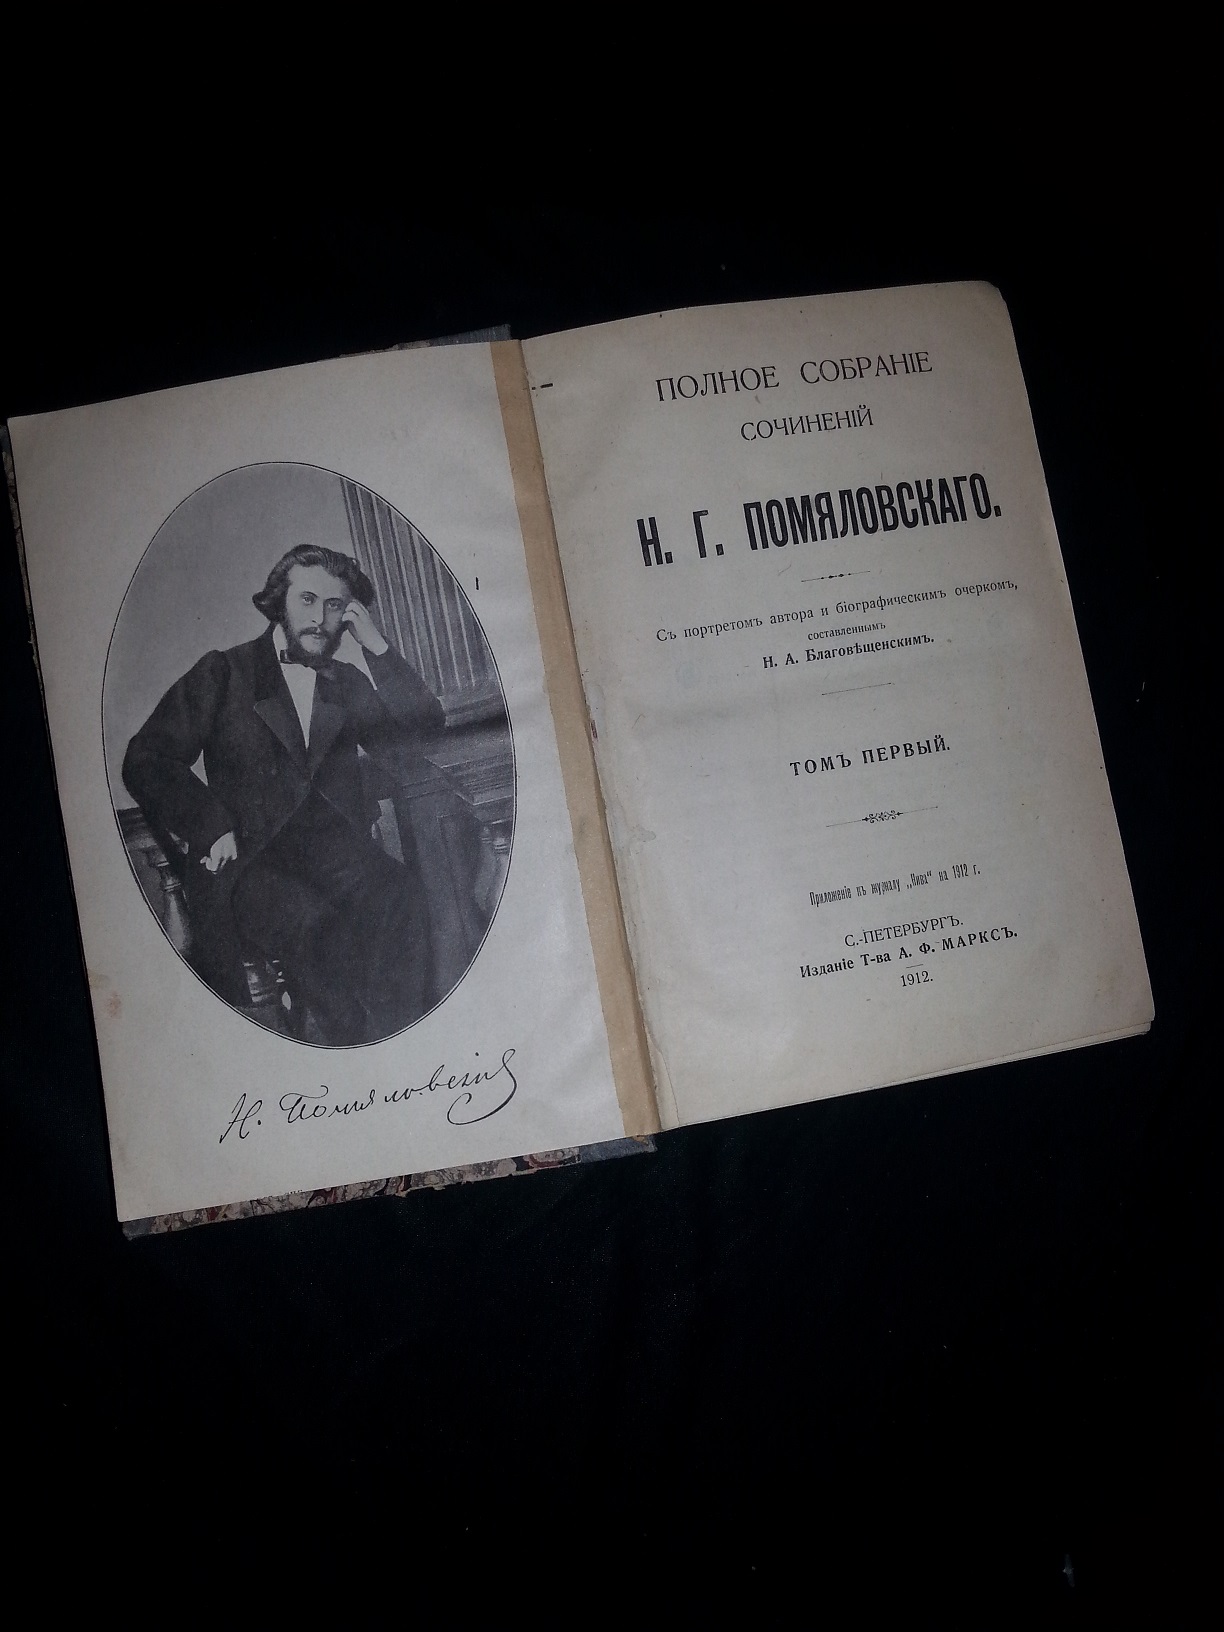 Н. Помяловскій
ПОЛНОЕ СОБРАНІЕ
СОЧИНЕНІЙ
Н. Г. ПОМЯЛОВСКАГО.
Съ портретомъ автора и біографическимъ очеркомъ,
составленнымъ
Н. А. Благовѣщенскимъ.
ТОМЪ ПЕРВЫЙ.
Приложеніе къ журналу „Нива“ на 1912 г.
С.-ПЕТЕРБУРГЪ.
Изданіе Т-ва А. Ф. МАРКСЪ.
1912.